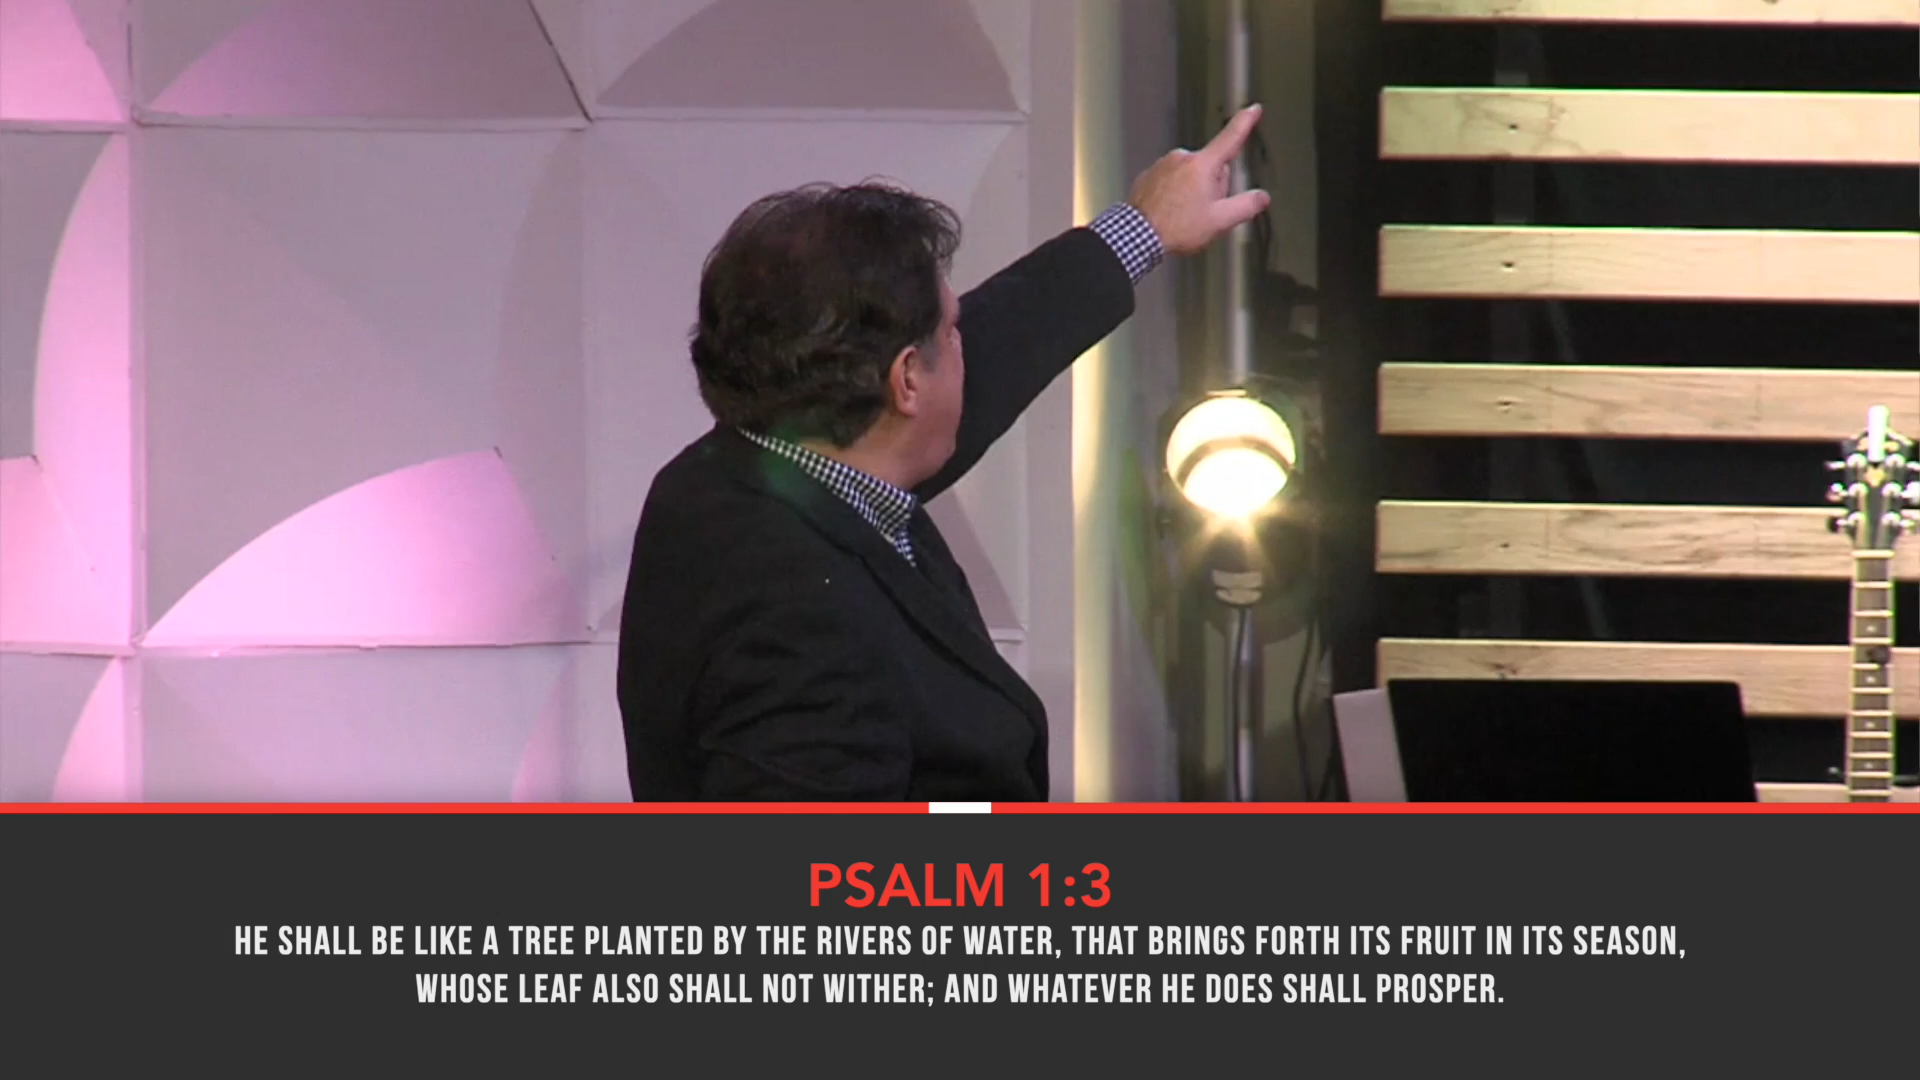 PSALM 1:3
HE SHALL BE LIKE A TREE PLANTED BY THE RIVERS OF WATER, THAT BRINGS FORTH ITS FRUIT IN ITS SEASON,
WHOSE LEAF ALSO SHALL NOT WITHER; AND WHATEVER HE DOES SHALL PROSPER.